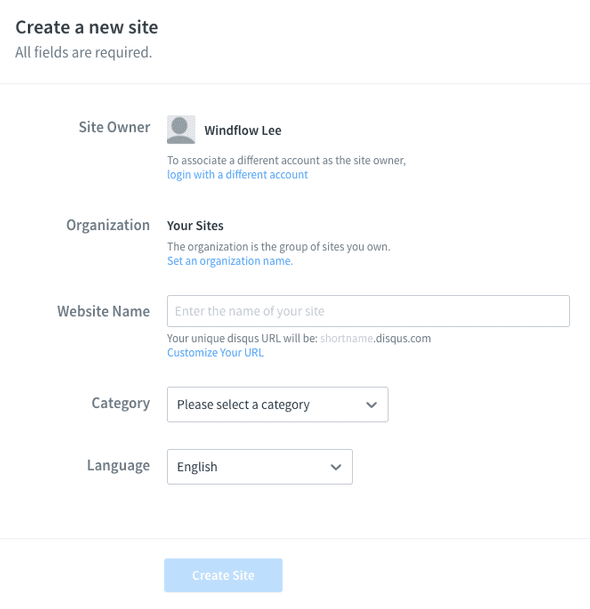 Create a new site
All fields are required.
Site Owner
Windflow Lee
To associate a different account as the site owner,
login with a different account
Organization
Your Sites
The organization is the group of sites you own.
Set an organization name.
Website Name
Enter the name of your site
Your unique disqus URL will be: shortname.disqus.com
Customize Your URL
Category
Please select a category
Language
English
Create Site